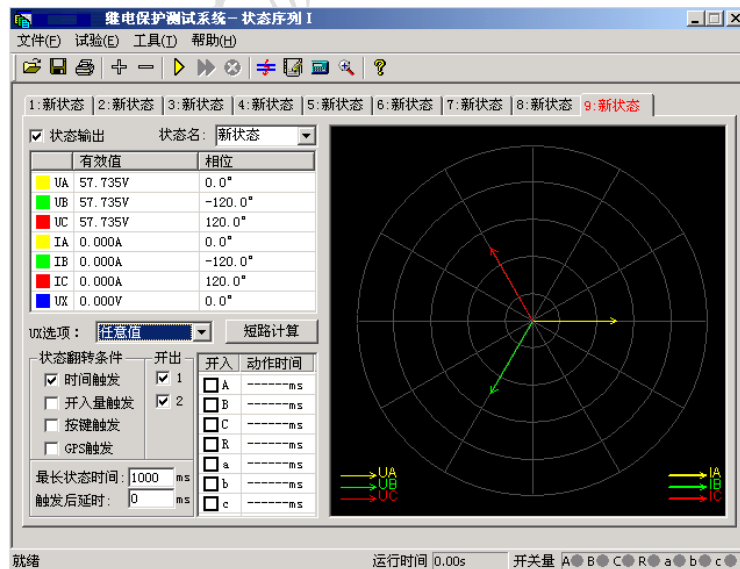 继电保护测试系统-状态序列 I
文件(F) 试验(E) 工具(T) 帮助(H)
1:新状态 2:新状态 3:新状态 4:新状态 5:新状态 6:新状态 7:新状态 8:新状态 9:新状态
状态输出 状态名: 新状态
有效值 相位
UA 57.735V 0.0°
UB 57.735V -120.0°
UC 57.735V 120.0°
IA 0.000A 0.0°
IB 0.000A -120.0°
IC 0.000A 120.0°
UX 0.000V 0.0°
UX选项: 任意值 短路计算
状态翻转条件 开出 开入 动作时间
时间触发 1 A ------ms
开入量触发 2 B ------ms
按键触发 C ------ms
GPS触发 R ------ms
a ------ms
最长状态时间: 1000 ms b ------ms
触发后延时: 0 ms c ------ms
UA IA
UB IB
UC IC
就绪 运行时间 0.00s 开关量 A B C R a b c